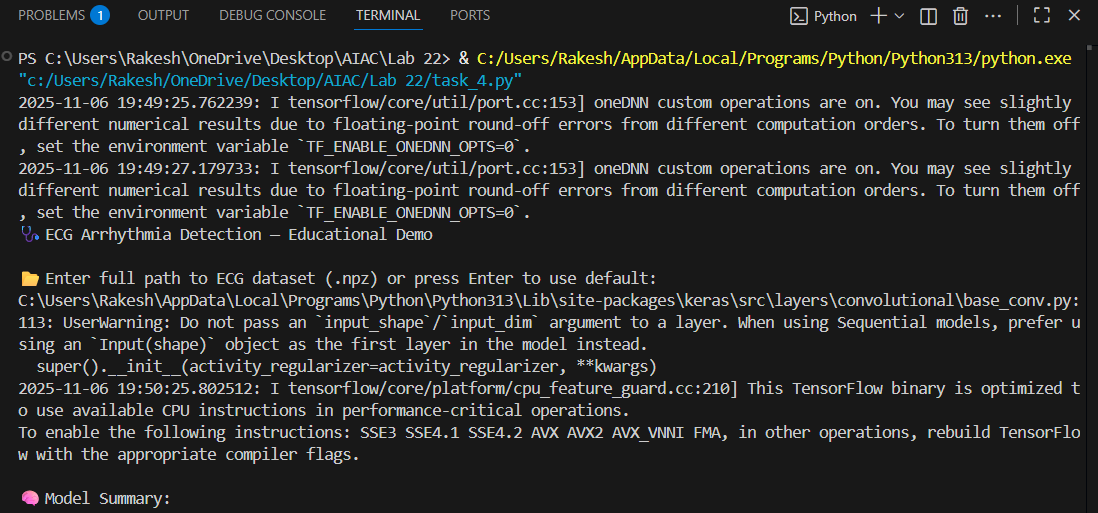 PROBLEMS 1 OUTPUT DEBUG CONSOLE TERMINAL PORTS Python
PS C:\Users\Rakesh\OneDrive\Desktop\AIAC\Lab 22> & C:/Users/Rakesh/AppData/Local/Programs/Python/Python313/python.exe
"c:/Users/Rakesh/OneDrive/Desktop/AIAC/Lab 22/task_4.py"
2025-11-06 19:49:25.762239: I tensorflow/core/util/port.cc:153] oneDNN custom operations are on. You may see slightly
different numerical results due to floating-point round-off errors from different computation orders. To turn them off
, set the environment variable `TF_ENABLE_ONEDNN_OPTS=0`.
2025-11-06 19:49:27.179733: I tensorflow/core/util/port.cc:153] oneDNN custom operations are on. You may see slightly
different numerical results due to floating-point round-off errors from different computation orders. To turn them off
, set the environment variable `TF_ENABLE_ONEDNN_OPTS=0`.
🩺 ECG Arrhythmia Detection — Educational Demo
📂 Enter full path to ECG dataset (.npz) or press Enter to use default:
C:\Users\Rakesh\AppData\Local\Programs\Python\Python313\Lib\site-packages\keras\src\layers\convolutional\base_conv.py:
113: UserWarning: Do not pass an `input_shape`/`input_dim` argument to a layer. When using Sequential models, prefer u
sing an `Input(shape)` object as the first layer in the model instead.
super().__init__(activity_regularizer=activity_regularizer, **kwargs)
2025-11-06 19:50:25.802512: I tensorflow/core/platform/cpu_feature_guard.cc:210] This TensorFlow binary is optimized t
o use available CPU instructions in performance-critical operations.
To enable the following instructions: SSE3 SSE4.1 SSE4.2 AVX AVX2 AVX_VNNI FMA, in other operations, rebuild TensorFlo
w with the appropriate compiler flags.
🧠 Model Summary: